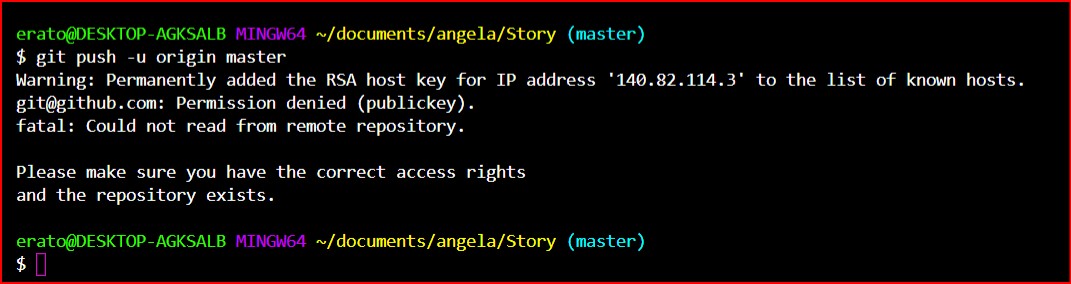 erato@DESKTOP-AGKSALB MINGW64 ~/documents/angela/Story (master)
$ git push -u origin master
Warning: Permanently added the RSA host key for IP address '140.82.114.3' to the list of known hosts.
git@github.com: Permission denied (publickey).
fatal: Could not read from remote repository.
Please make sure you have the correct access rights
and the repository exists.
erato@DESKTOP-AGKSALB MINGW64 ~/documents/angela/Story (master)
$